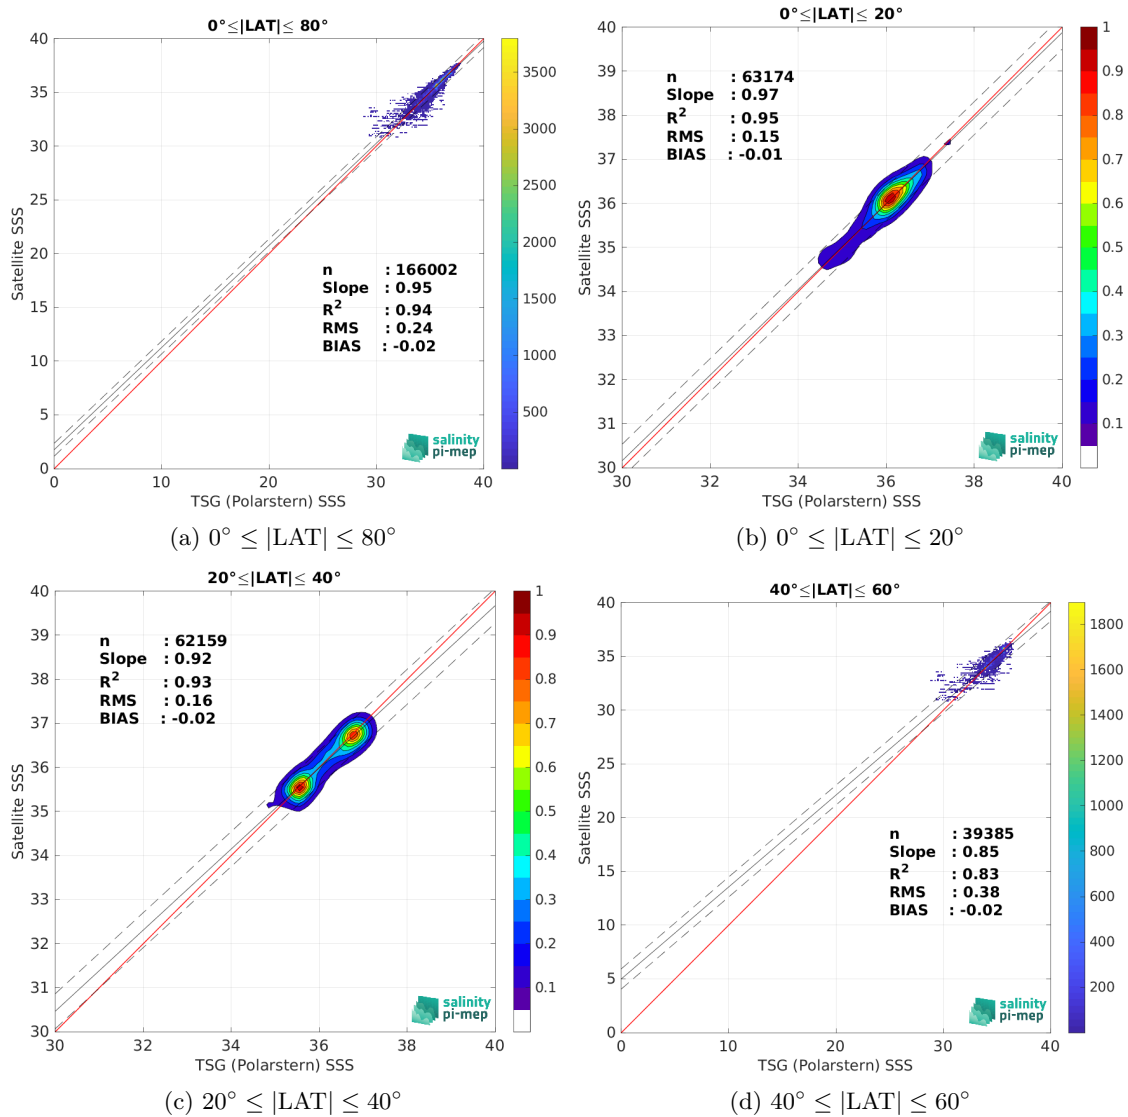 0°≤|LAT|≤ 80°
Satellite SSS
40
35
30
25
20
15
10
5
0
n : 166002
Slope : 0.95
R² : 0.94
RMS : 0.24
BIAS : -0.02
salinity
pi-mep
0 10 20 30 40
TSG (Polarstern) SSS
3500
3000
2500
2000
1500
1000
500
(a) 0° ≤ |LAT| ≤ 80°
0°≤|LAT|≤ 20°
Satellite SSS
40
39
38
37
36
35
34
33
32
31
30
n : 63174
Slope : 0.97
R² : 0.95
RMS : 0.15
BIAS : -0.01
salinity
pi-mep
30 32 34 36 38 40
TSG (Polarstern) SSS
1
0.9
0.8
0.7
0.6
0.5
0.4
0.3
0.2
0.1
(b) 0° ≤ |LAT| ≤ 20°
20°≤|LAT|≤ 40°
Satellite SSS
40
39
38
37
36
35
34
33
32
31
30
n : 62159
Slope : 0.92
R² : 0.93
RMS : 0.16
BIAS : -0.02
salinity
pi-mep
30 32 34 36 38 40
TSG (Polarstern) SSS
1
0.9
0.8
0.7
0.6
0.5
0.4
0.3
0.2
0.1
(c) 20° ≤ |LAT| ≤ 40°
40°≤|LAT|≤ 60°
Satellite SSS
40
35
30
25
20
15
10
5
0
n : 39385
Slope : 0.85
R² : 0.83
RMS : 0.38
BIAS : -0.02
salinity
pi-mep
0 10 20 30 40
TSG (Polarstern) SSS
1800
1600
1400
1200
1000
800
600
400
200
(d) 40° ≤ |LAT| ≤ 60°